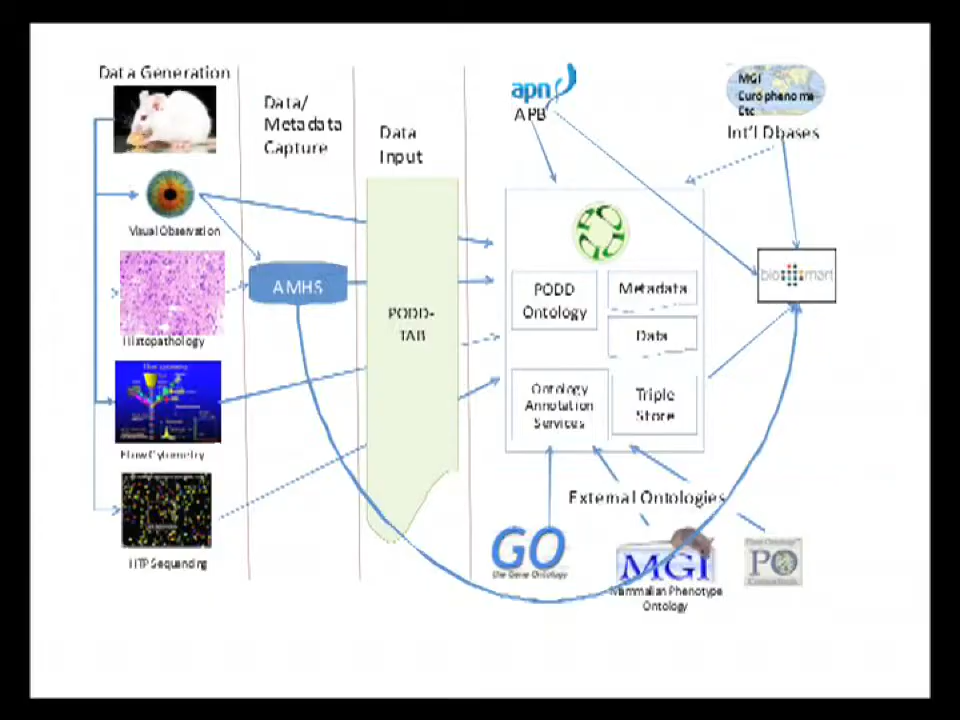 Data Generation
Visual Observation
Histopathology
Flow Cytometry
HTP Sequencing
Data/
Metadata
Capture
AMHS
Data
Input
PODD-
TAB
apn
APB
MGI
Etc
Int'l Dbases
PODD
Ontology
Metadata
Data
Ontology
Annotation
Services
Triple
Store
External Ontologies
GO
the Gene Ontology
MGI
Mammalian Phenotype
Ontology
PO